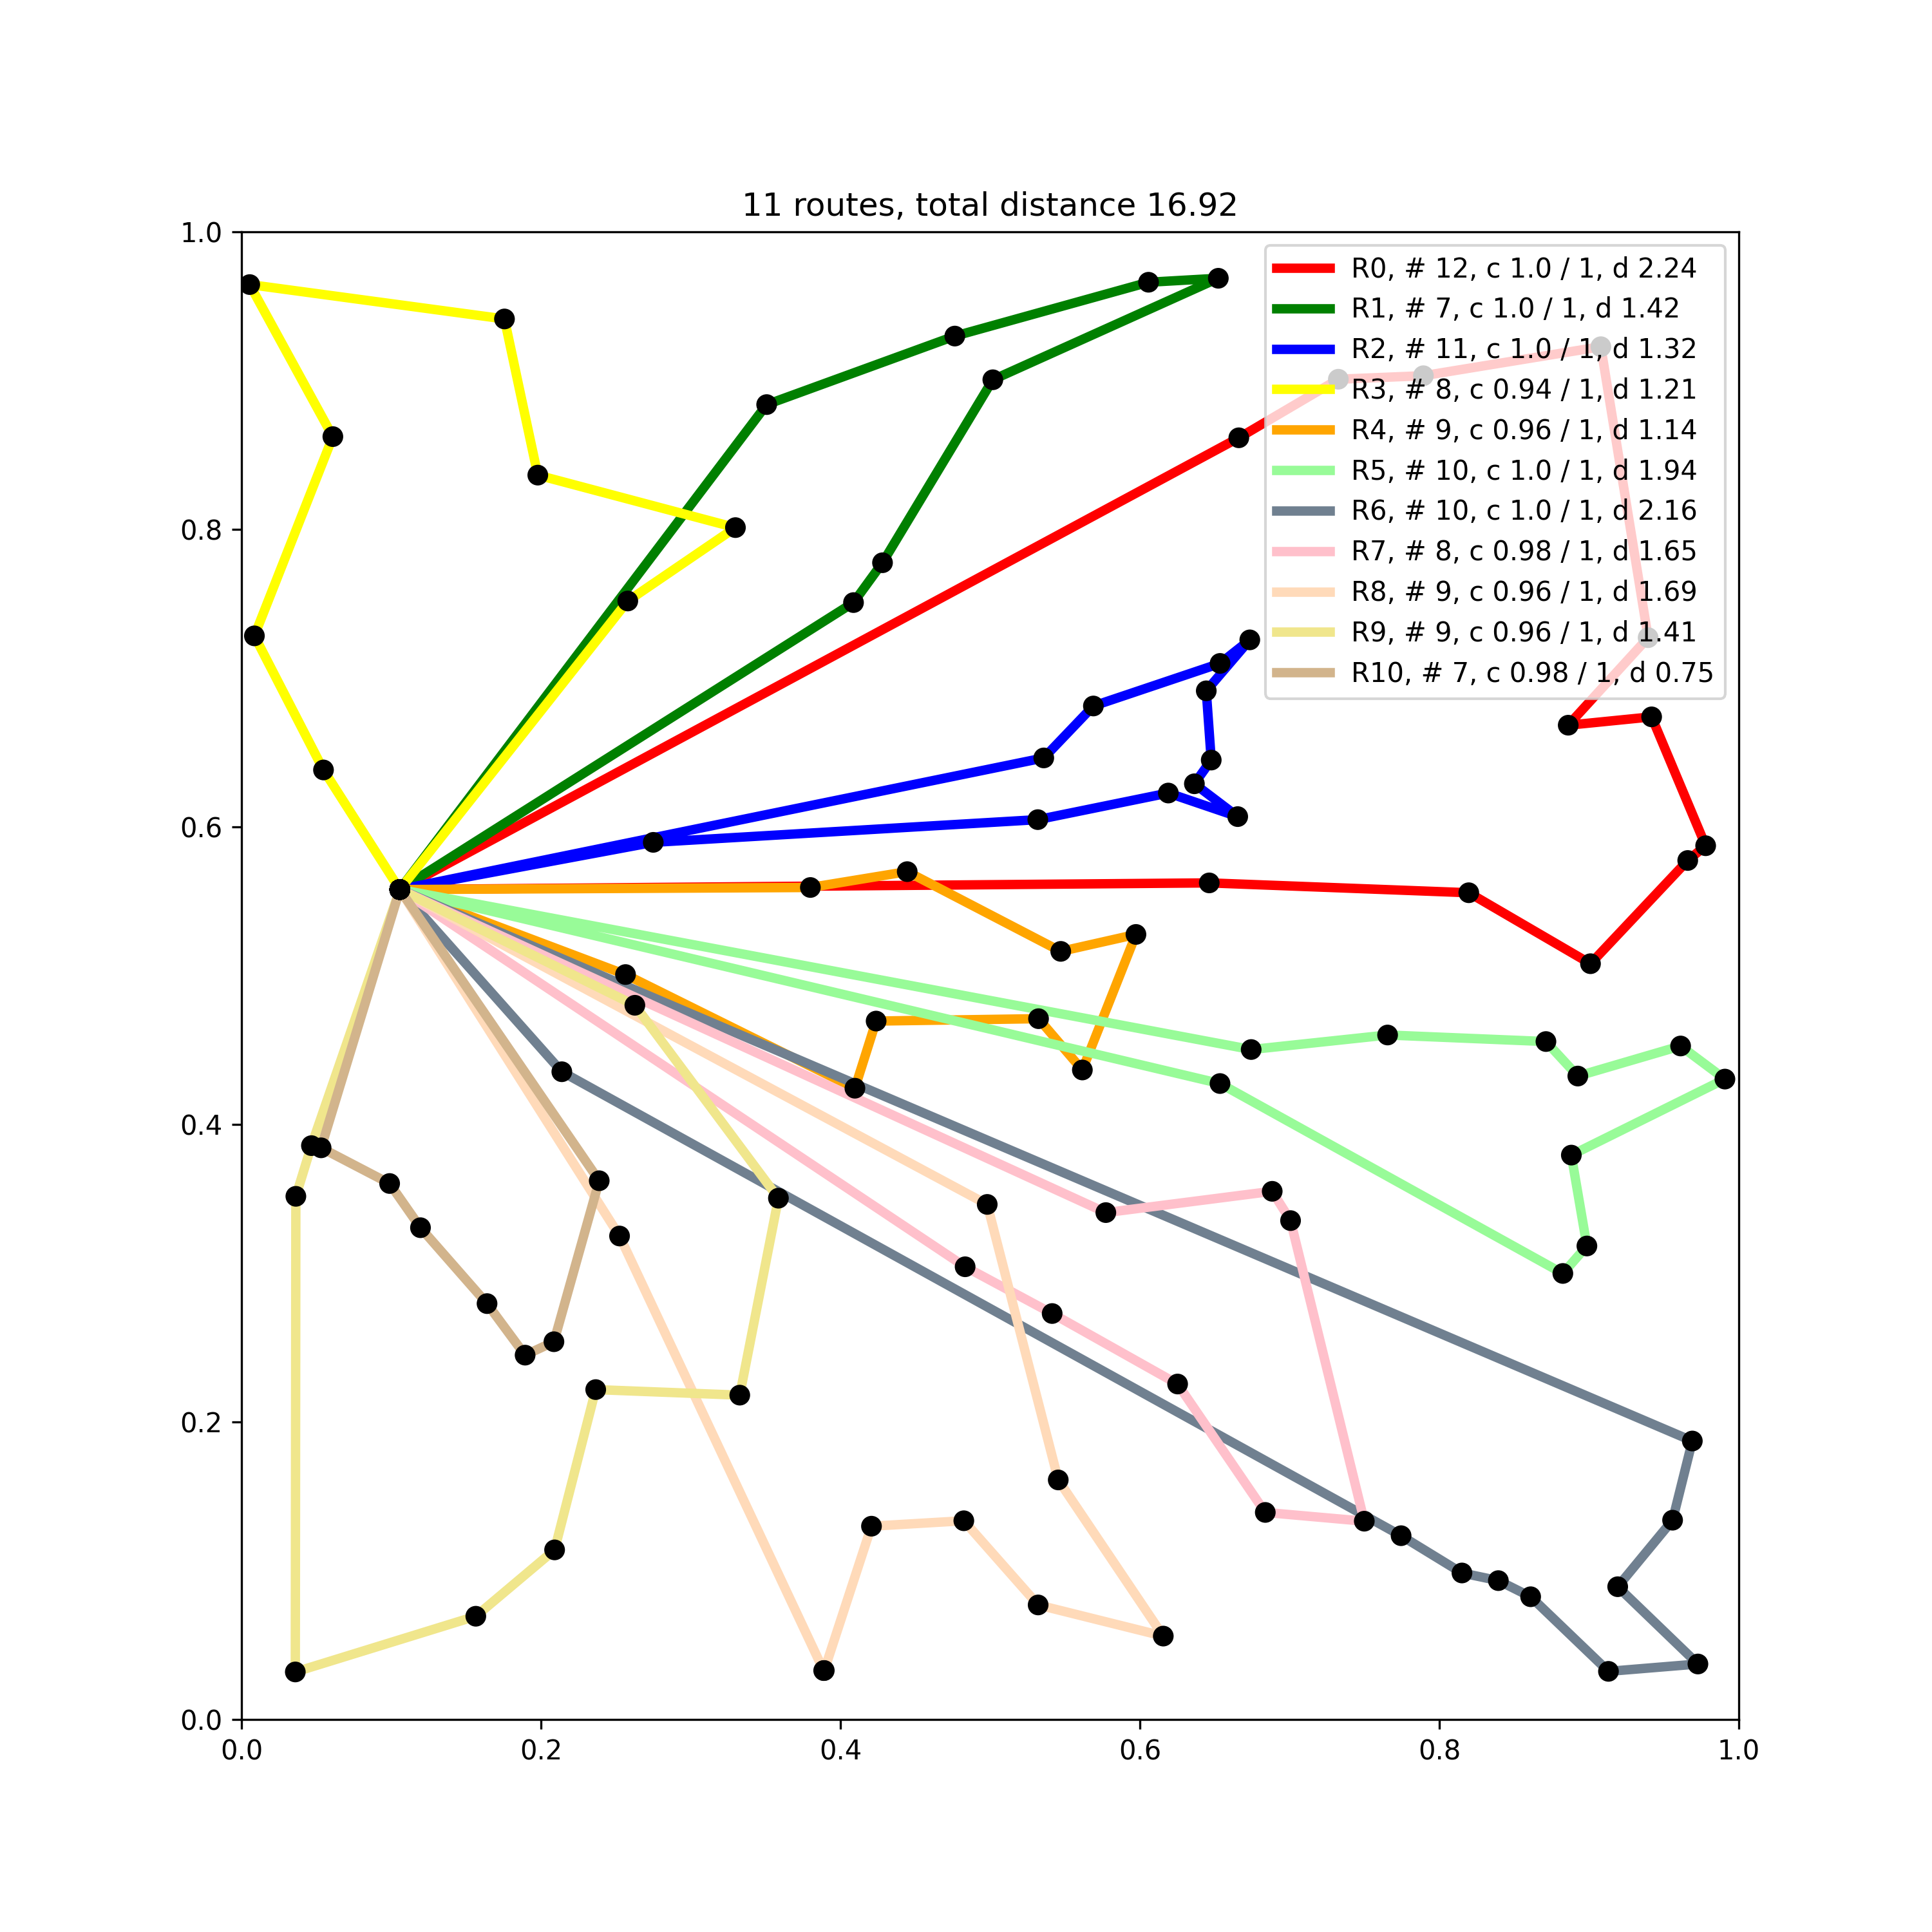 11 routes, total distance 16.92
1.0
0.8
0.6
0.4
0.2
0.0
0.0 0.2 0.4 0.6 0.8 1.0
R0, # 12, c 1.0 / 1, d 2.24
R1, # 7, c 1.0 / 1, d 1.42
R2, # 11, c 1.0 / 1, d 1.32
R3, # 8, c 0.94 / 1, d 1.21
R4, # 9, c 0.96 / 1, d 1.14
R5, # 10, c 1.0 / 1, d 1.94
R6, # 10, c 1.0 / 1, d 2.16
R7, # 8, c 0.98 / 1, d 1.65
R8, # 9, c 0.96 / 1, d 1.69
R9, # 9, c 0.96 / 1, d 1.41
R10, # 7, c 0.98 / 1, d 0.75